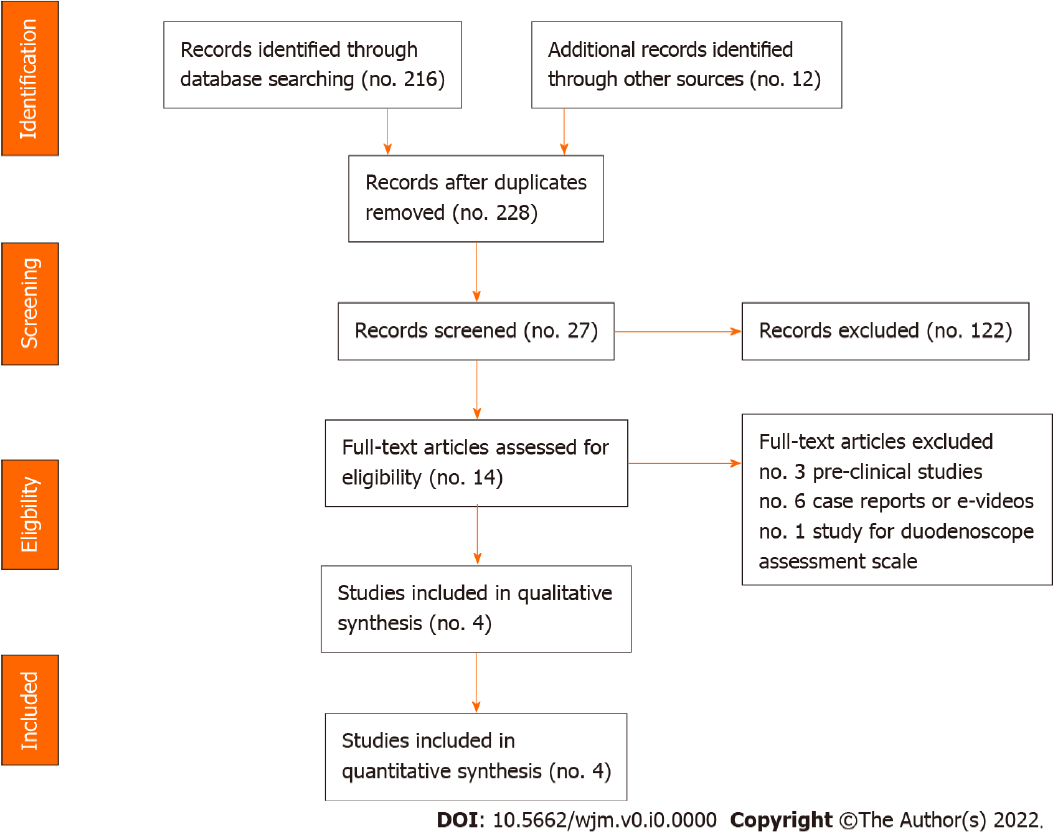 Identification
Records identified through
database searching (no. 216)
Additional records identified
through other sources (no. 12)
Records after duplicates
removed (no. 228)
Screening
Records screened (no. 27)
Records excluded (no. 122)
Eligbility
Full-text articles assessed for
eligibility (no. 14)
Full-text articles excluded
no. 3 pre-clinical studies
no. 6 case reports or e-videos
no. 1 study for duodenoscope
assessment scale
Studies included in qualitative
synthesis (no. 4)
Included
Studies included in
quantitative synthesis (no. 4)
DOI: 10.5662/wjm.v0.i0.0000 Copyright ©The Author(s) 2022.